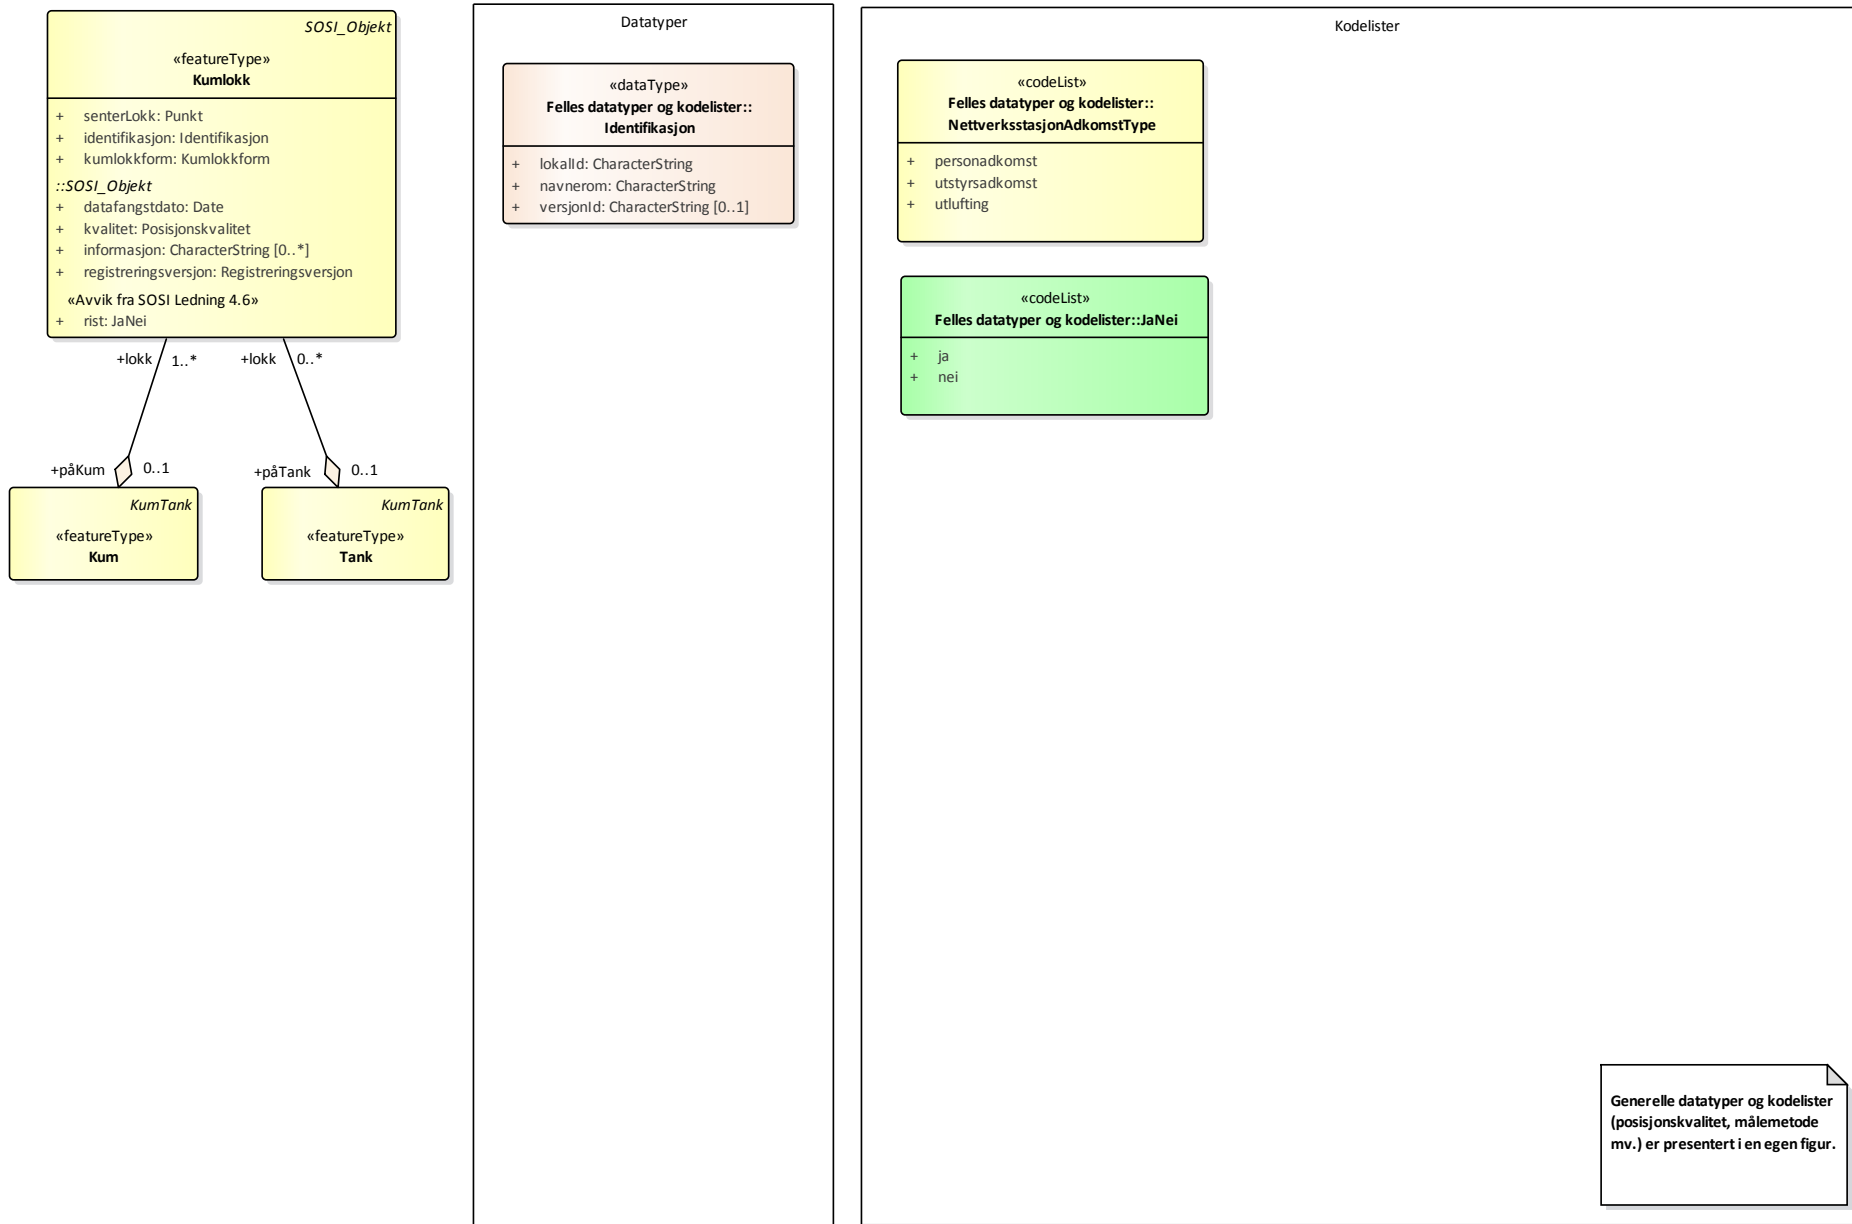 SOSI_Objekt
«featureType»
Kumlokk
+ senterLokk: Punkt
+ identifikasjon: Identifikasjon
+ kumlokkform: Kumlokkform
::SOSI_Objekt
+ datafangstdato: Date
+ kvalitet: Posisjonskvalitet
+ informasjon: CharacterString [0..*]
+ registreringsversjon: Registreringsversjon
«Avvik fra SOSI Ledning 4.6»
+ rist: JaNei
+lokk 1..* +lokk 0..*
+påKum 0..1 +påTank 0..1
KumTank
«featureType»
Kum
KumTank
«featureType»
Tank
Datatyper
«dataType»
Felles datatyper og kodelister::
Identifikasjon
+ lokalId: CharacterString
+ navnerom: CharacterString
+ versjonId: CharacterString [0..1]
Kodelister
«codeList»
Felles datatyper og kodelister::
NettverksstasjonAdkomstType
+ personadkomst
+ utstyrsadkomst
+ utlufting
«codeList»
Felles datatyper og kodelister::JaNei
+ ja
+ nei
Generelle datatyper og kodelister
(posisjonskvalitet, målemetode
mv.) er presentert i en egen figur.